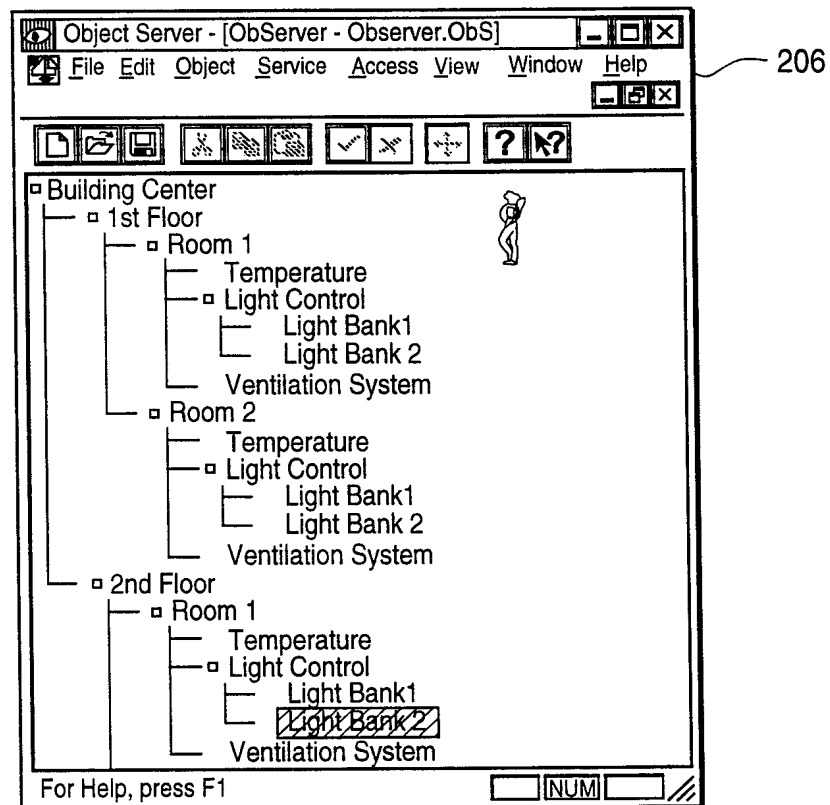 Object Server - [ObServer - Observer.ObS]
File Edit Object Service Access View Window Help
206
? ?
Building Center
1st Floor
Room 1
Temperature
Light Control
Light Bank1
Light Bank 2
Ventilation System
Room 2
Temperature
Light Control
Light Bank1
Light Bank 2
Ventilation System
2nd Floor
Room 1
Temperature
Light Control
Light Bank1
Light Bank 2
Ventilation System
For Help, press F1 NUM